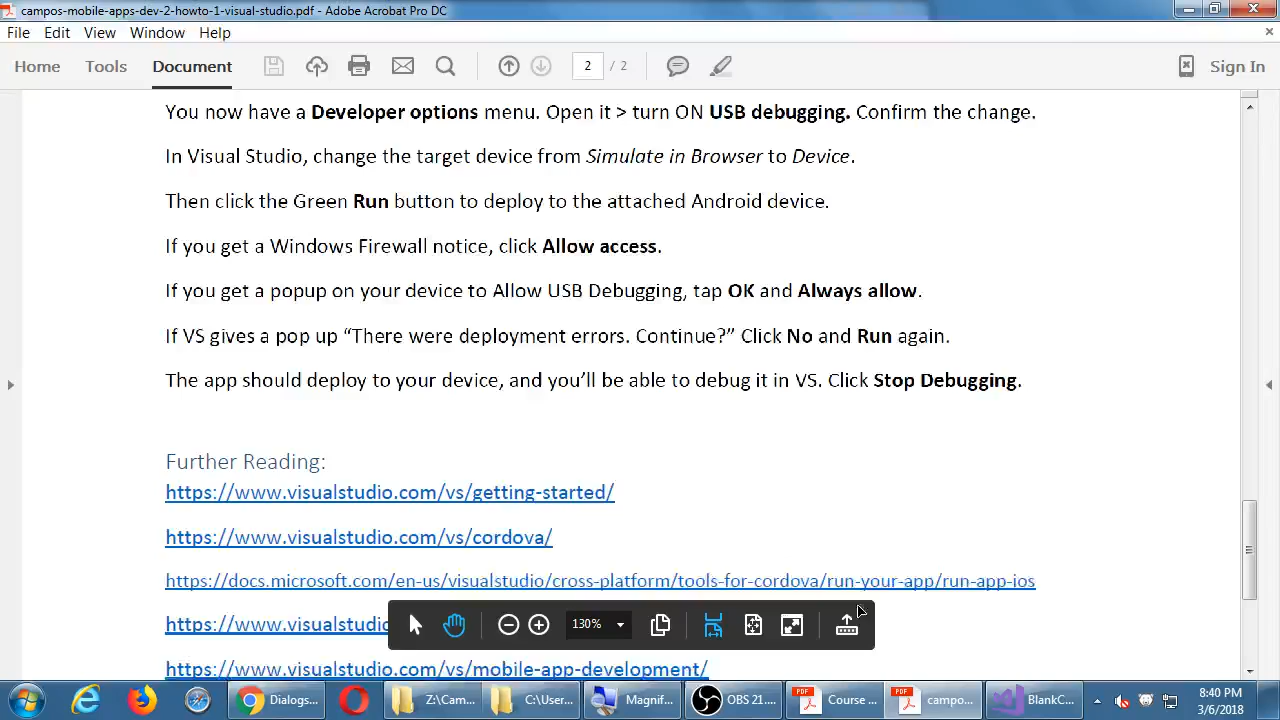 campos-mobile-apps-dev-2-howto-1-visual-studio.pdf - Adobe Acrobat Pro DC
File Edit View Window Help
Home Tools Document 2 / 2 Sign In
You now have a Developer options menu. Open it > turn ON USB debugging. Confirm the change.
In Visual Studio, change the target device from Simulate in Browser to Device.
Then click the Green Run button to deploy to the attached Android device.
If you get a Windows Firewall notice, click Allow access.
If you get a popup on your device to Allow USB Debugging, tap OK and Always allow.
If VS gives a pop up “There were deployment errors. Continue?” Click No and Run again.
The app should deploy to your device, and you’ll be able to debug it in VS. Click Stop Debugging.
Further Reading:
https://www.visualstudio.com/vs/getting-started/
https://www.visualstudio.com/vs/cordova/
https://docs.microsoft.com/en-us/visualstudio/cross-platform/tools-for-cordova/run-your-app/run-app-ios
https://www.visualstudio
130%
https://www.visualstudio.com/vs/mobile-app-development/
Dialogs... Z:\Cam... C:\User... Magnif... OBS 21.... Course ... campo... BlankC... 8:40 PM
3/6/2018